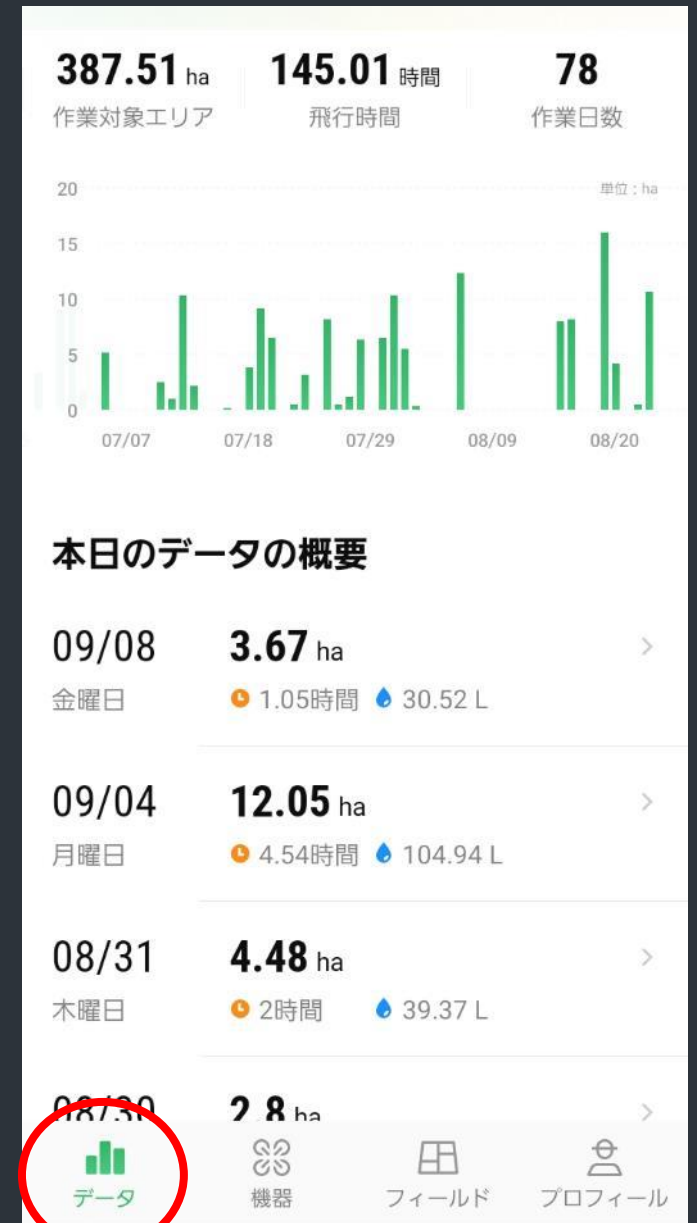 387.51 ha 145.01 時間 78
作業対象エリア 飛行時間 作業日数
20 単位 : ha
15
10
5
0
07/07 07/18 07/29 08/09 08/20
本日のデータの概要
09/08 3.67 ha
金曜日 1.05時間 30.52 L
09/04 12.05 ha
月曜日 4.54時間 104.94 L
08/31 4.48 ha
木曜日 2時間 39.37 L
08/30 2.8 ha
データ 機器 フィールド プロフィール